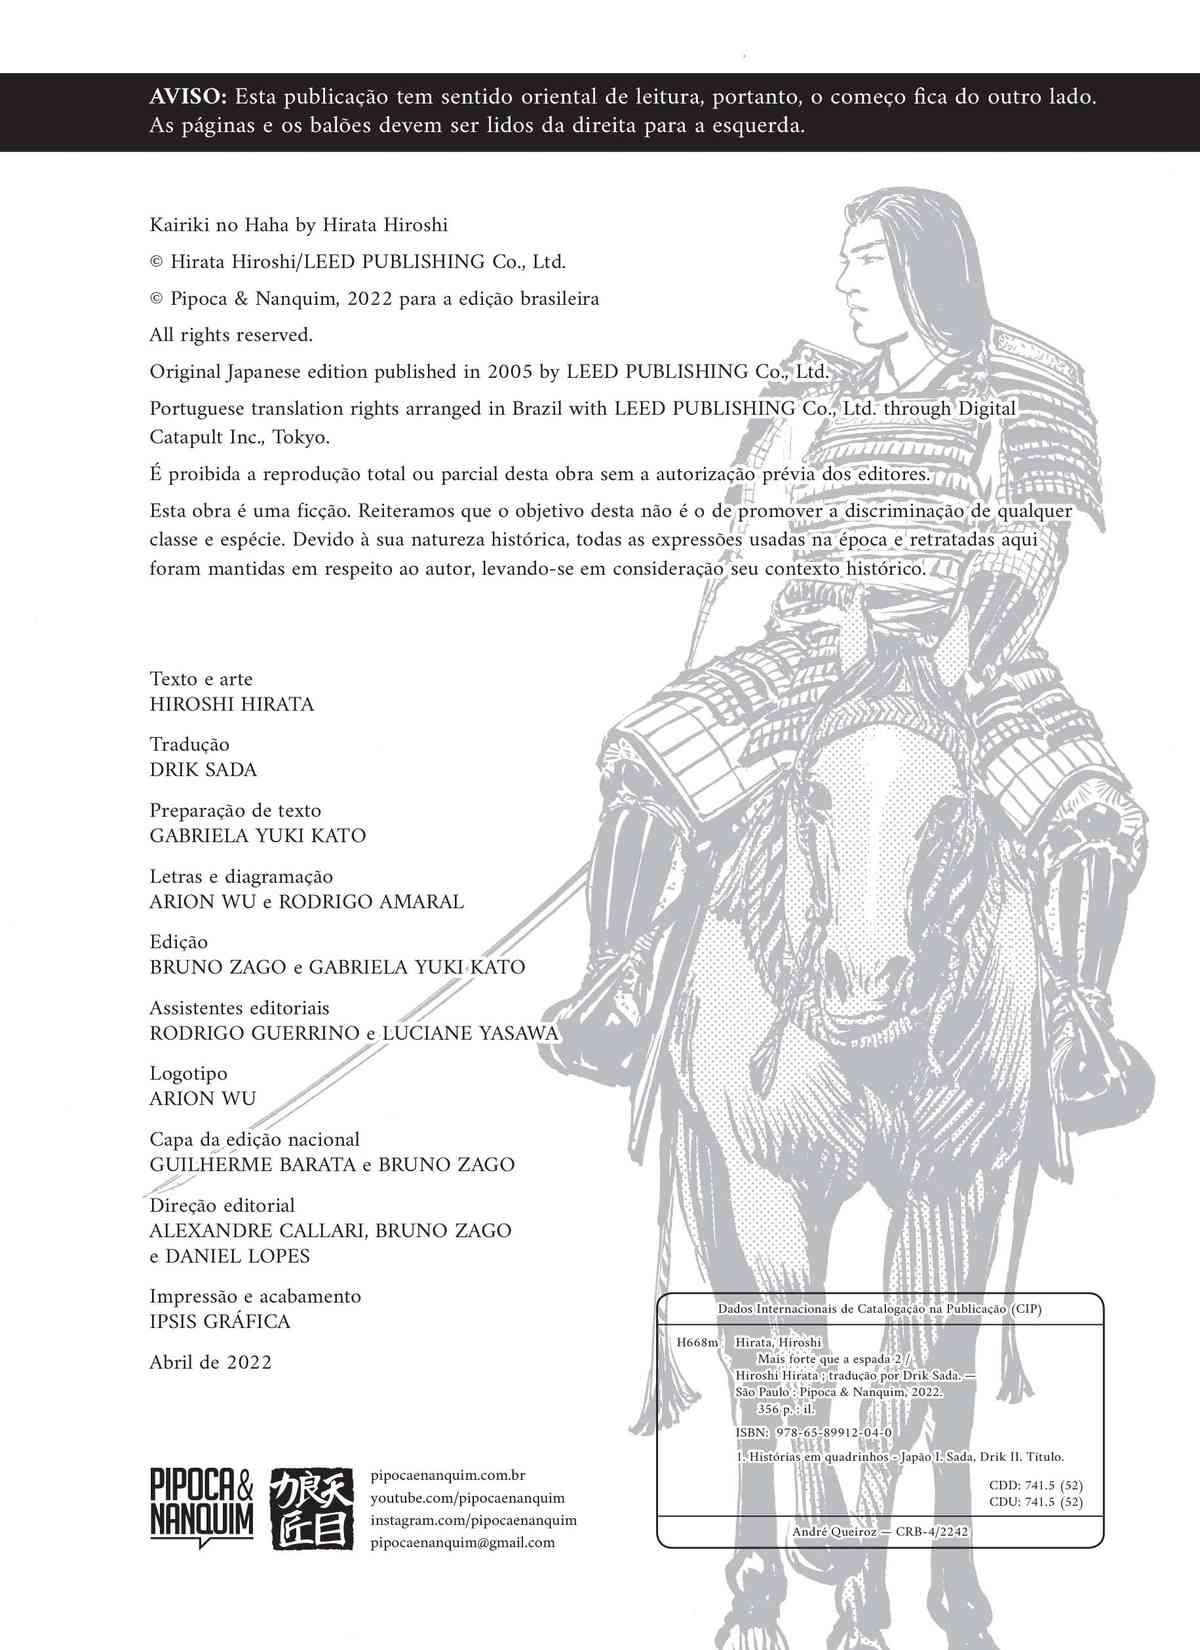 AVISO: Esta publicação tem sentido oriental de leitura, portanto, o começo fica do outro lado.
As páginas e os balões devem ser lidos da direita para a esquerda.
Kairiki no Haha by Hirata Hiroshi
© Hirata Hiroshi/LEED PUBLISHING Co., Ltd.
© Pipoca & Nanquim, 2022 para a edição brasileira
All rights reserved.
Original Japanese edition published in 2005 by LEED PUBLISHING Co., Ltd.
Portuguese translation rights arranged in Brazil with LEED PUBLISHING Co., Ltd. through Digital
Catapult Inc., Tokyo.
É proibida a reprodução total ou parcial desta obra sem a autorização prévia dos editores.
Esta obra é uma ficção. Reiteramos que o objetivo desta não é o de promover a discriminação de qualquer
classe e espécie. Devido à sua natureza histórica, todas as expressões usadas na época e retratadas aqui
foram mantidas em respeito ao autor, levando-se em consideração seu contexto histórico.
Texto e arte
HIROSHI HIRATA
Tradução
DRIK SADA
Preparação de texto
GABRIELA YUKI KATO
Letras e diagramação
ARION WU e RODRIGO AMARAL
Edição
BRUNO ZAGO e GABRIELA YUKI KATO
Assistentes editoriais
RODRIGO GUERRINO e LUCIANE YASAWA
Logotipo
ARION WU
Capa da edição nacional
GUILHERME BARATA e BRUNO ZAGO
Direção editorial
ALEXANDRE CALLARI, BRUNO ZAGO
e DANIEL LOPES
Impressão e acabamento
IPSIS GRÁFICA
Abril de 2022
PIPOCA &
NANQUIM
天目
狼匠
力
pipocaenanquim.com.br
youtube.com/pipocaenanquim
instagram.com/pipocaenanquim
pipocaenanquim@gmail.com
Dados Internacionais de Catalogação na Publicação (CIP)
H668m Hirata, Hiroshi
Mais forte que a espada 2 /
Hiroshi Hirata ; tradução por Drik Sada. —
São Paulo : Pipoca & Nanquim, 2022.
356 p. : il.
ISBN: 978-65-89912-04-0
1. Histórias em quadrinhos - Japão I. Sada, Drik II. Título.
CDD: 741.5 (52)
CDU: 741.5 (52)
André Queiroz — CRB-4/2242